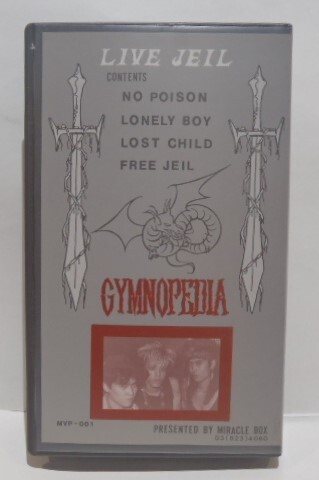 LIVE JEIL
CONTENTS
NO POISON
LONELY BOY
LOST CHILD
FREE JEIL
GYMNOPEDIA
MVP-001
PRESENTED BY MIRACLE BOX